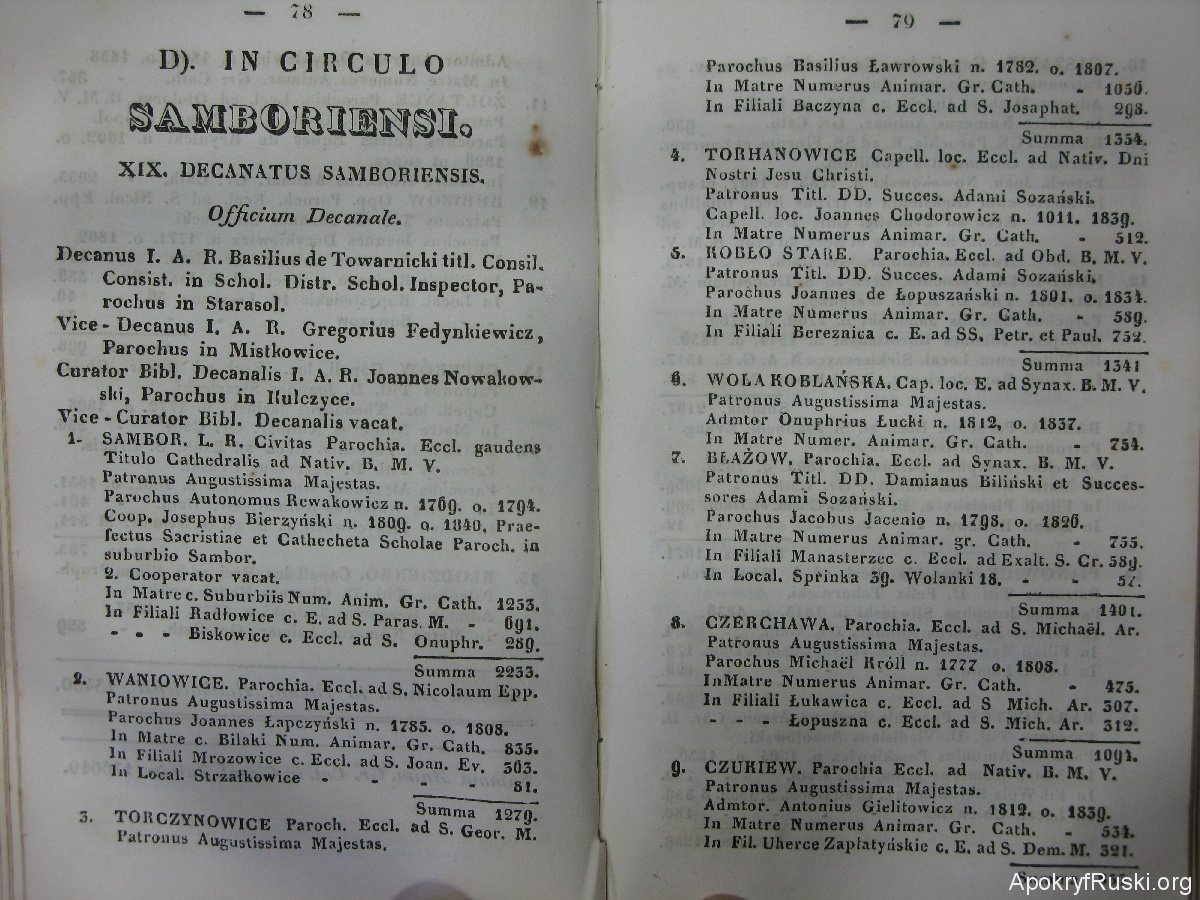 — 78 —
D). IN CIRCULO
SAMBORIENSI.
XIX. DECANATUS SAMBORIENSIS.
Officium Decanale.
Decanus I. A. R. Basilius de Towarnicki titl. Consil.
Consist. in Schol. Distr. Schol. Inspector, Pa-
rochus in Starasol.
Vice-Decanus I. A. R. Gregorius Fedynkiewicz,
Parochus in Mistkowice.
Curator Bibl. Decanalis I. A. R. Joannes Nowakow-
ski, Parochus in Kulczyce.
Vice-Curator Bibl. Decanalis vacat.
1- SAMBOR. L. R. Civitas Parochia. Eccl. gaudens
Titulo Cathedralis ad Nativ. B. M. V.
Patronus Augustissima Majestas.
Parochus Autonomus Rewakowicz n. 1769. o. 1794.
Coop. Josephus Bierzyński n. 1809. o. 1840. Prae-
fectus Sacristiae et Cathecheta Scholae Paroch. in
suburbio Sambor.
2. Cooperator vacat.
In Matre c. Suburbiis Num. Anim. Gr. Cath. 1253.
In Filiali Radłowice c. E. ad S. Paras. M. - 691.
- - - Biskowice c. Eccl. ad S. Onuphr. 289.
Summa 2233.
2. WANIOWICE. Parochia. Eccl. ad S. Nicolaum Epp.
Patronus Augustissima Majestas.
Parochus Joannes Łapczyński n. 1785. o. 1808.
In Matre c. Bilaki Num. Animar. Gr. Cath. 835.
In Filiali Mrozowice c. Eccl. ad S. Joan. Ev. 363.
In Local. Strzałkowice - - - 81.
Summa 1279.
3. TORCZYNOWICE Paroch. Eccl. ad S. Geor. M.
Patronus Augustissima Majestas.
— 79 —
Parochus Basilius Ławrowski n. 1782. o. 1807.
In Matre Numerus Animar. Gr. Cath. - 1056.
In Filiali Baczyna c. Eccl. ad S. Josaphat. 298.
Summa 1354.
4. TORHANOWICE Capell. loc. Eccl. ad Nativ. Dni
Nostri Jesu Christi.
Patronus Titl. DD. Succes. Adami Sozański.
Capell. loc. Joannes Chodorowicz n. 1011. 1839.
In Matre Numerus Animar. Gr. Cath. - 512.
5. KOBŁO STARE. Parochia. Eccl. ad Obd. B. M. V.
Patronus Titl. DD. Succes. Adami Sozański.
Parochus Joannes de Łopuszański n. 1801. o. 1834.
In Matre Numerus Animar. Gr. Cath. - 589.
In Filiali Bereznica c. E. ad SS. Petr. et Paul. 752.
Summa 1341
6. WOLA KOBLAŃSKA. Cap. loc. E. ad Synax. B. M. V.
Patronus Augustissima Majestas.
Admtor Onuphrius Łucki n. 1812, o. 1837.
In Matre Numer. Animar. Gr. Cath. - 754.
7. BŁAŻOW. Parochia. Eccl. ad Synax. B. M. V.
Patronus Titl. DD. Damianus Biliński et Succes-
sores Adami Sozański.
Parochus Jacobus Jacenio n. 1798. o. 1826.
In Matre Numerus Animar. gr. Cath. - 755.
In Filiali Manasterzec c. Eccl. ad Exalt. S. Cr. 589.
In Local. Sprinka 39. Wolanki 18. - - 57.
Summa 1401.
8. CZERCHAWA. Parochia. Eccl. ad S. Michaël. Ar.
Patronus Augustissima Majestas.
Parochus Michaël Króll n. 1777 o. 1808.
InMatre Numerus Animar. Gr. Cath. - 475.
In Filiali Łukawica c. Eccl. ad S Mich. Ar. 307.
- - - Łopuszna c. Eccl. ad S. Mich. Ar. 312.
Summa 1094.
9. CZUKIEW. Parochia Eccl. ad Nativ. B. M. V.
Patronus Augustissima Majestas.
Admtor. Antonius Gielitowicz n. 1812. o. 1839.
In Matre Numerus Animar. Gr. Cath. - 534.
In Fil. Uherce Zapłatyńskie c. E. ad S. Dem. M. 321.
ApokryfRuski.org